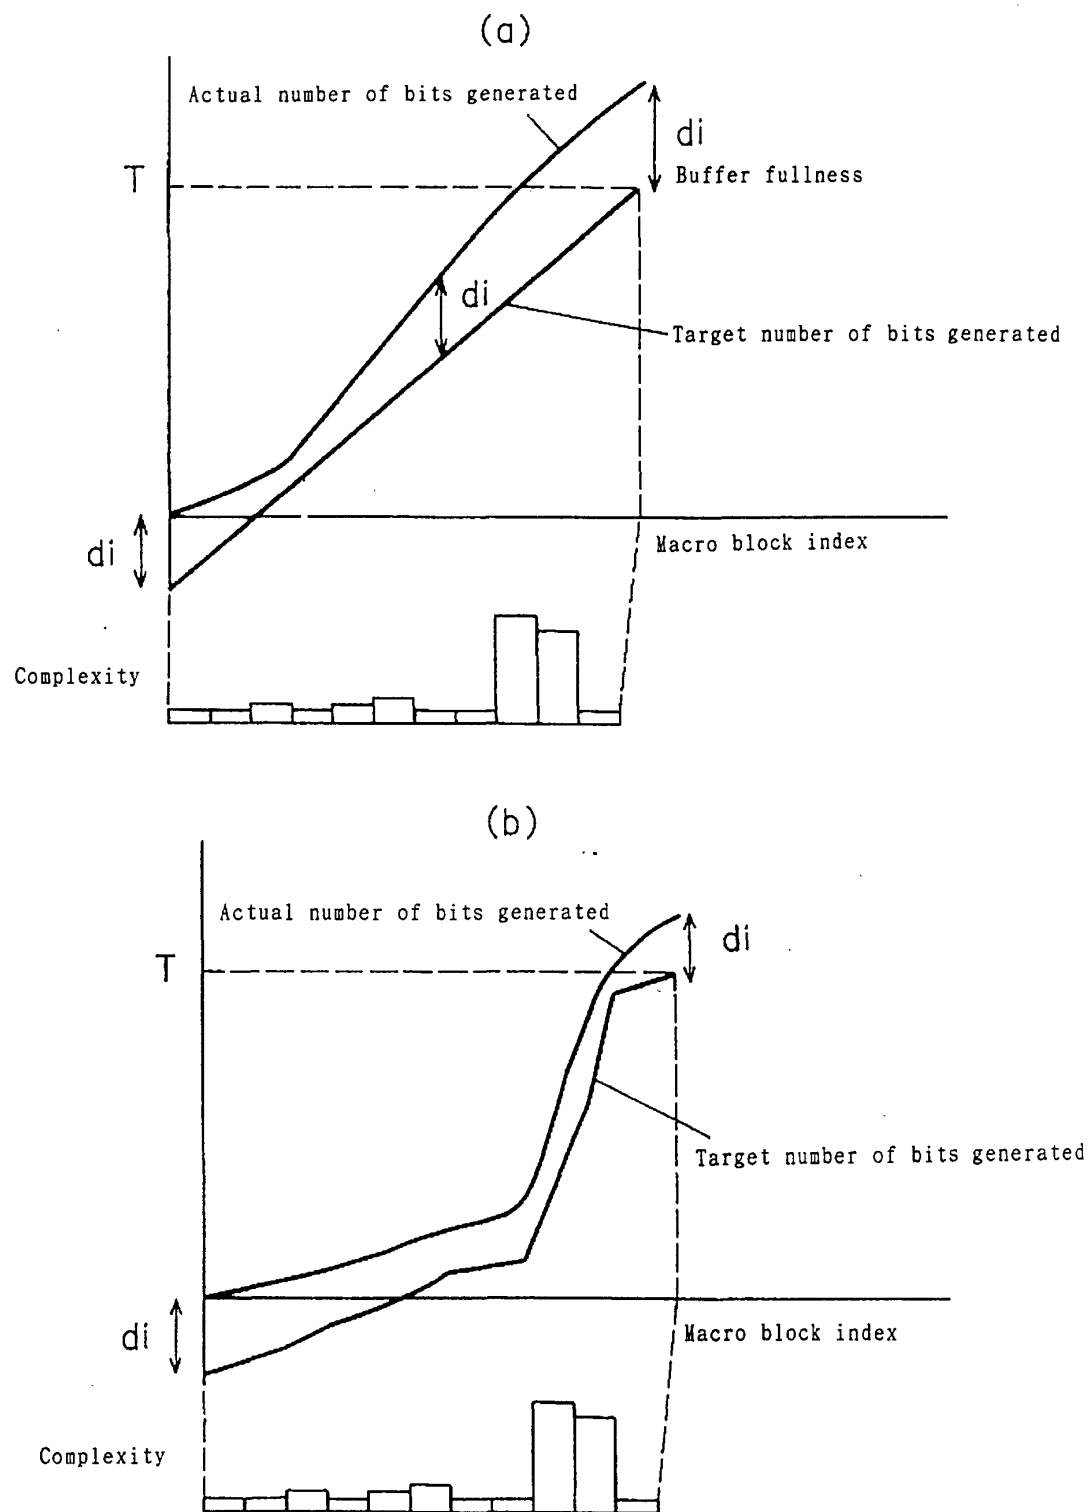 (a)
Actual number of bits generated
di
T
Buffer fullness
di
Target number of bits generated
di
Macro block index
Complexity
(b)
Actual number of bits generated
di
T
Target number of bits generated
di
Macro block index
Complexity